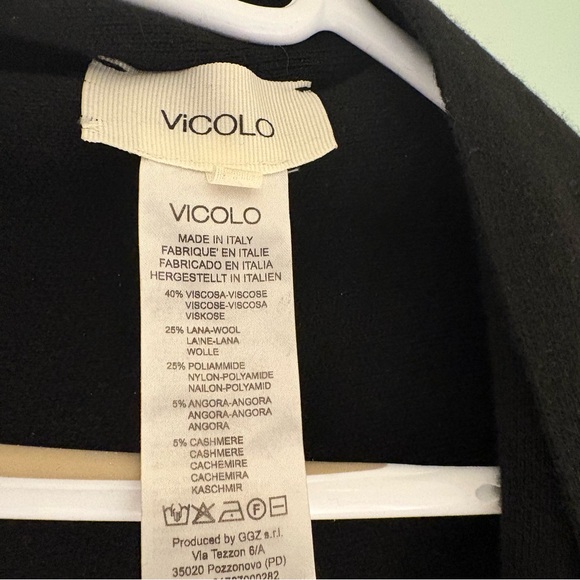 ViCOLO
VICOLO
MADE IN ITALY
FABRIQUE' EN ITALIE
FABRICADO EN ITALIA
HERGESTELLT IN ITALIEN
40% VISCOSA-VISCOSE
VISCOSE-VISCOSA
VISKOSE
25% LANA-WOOL
LAINE-LANA
WOLLE
25% POLIAMMIDE
NYLON-POLYAMIDE
NAILON-POLYAMID
5% ANGORA-ANGORA
ANGORA-ANGORA
ANGORA
5% CASHMERE
CASHMERE
CACHEMIRE
CACHEMIRA
KASCHMIR
F
Produced by GGZ s.r.l.
Via Tezzon 6/A
35020 Pozzonovo (PD)